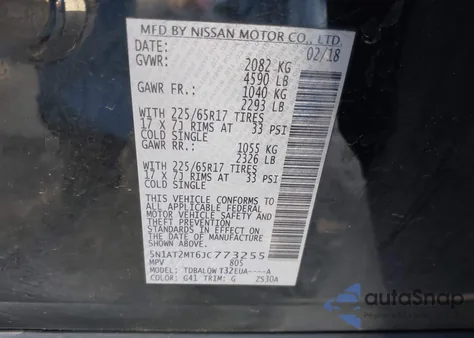 MFD BY NISSAN MOTOR CO., LTD.
DATE: 02/18
GVWR: 2082 KG
4590 LB
GAWR FR.: 1040 KG
2293 LB
WITH 225/65R17 TIRES
17 X 7J RIMS AT 33 PSI
COLD SINGLE
GAWR RR.: 1055 KG
2326 LB
WITH 225/65R17 TIRES
17 X 7J RIMS AT 33 PSI
COLD SINGLE
THIS VEHICLE CONFORMS TO
ALL APPLICABLE FEDERAL
MOTOR VEHICLE SAFETY AND
THEFT PREVENTION
STANDARDS IN EFFECT ON THE
DATE OF MANUFACTURE
SHOWN ABOVE.
5N1AT2MT6JC773255
MPV 805
MODEL: TDBALQWT32EUA----A
COLOR: G41 TRIM: G 2530A
autoSnap